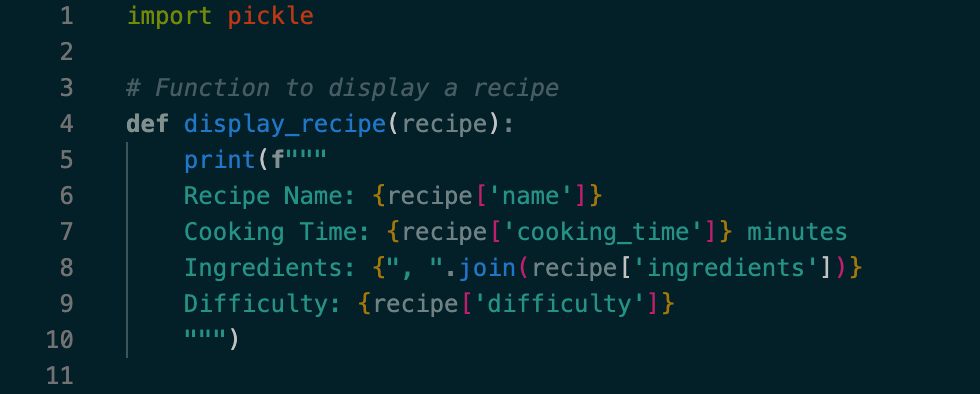 1 import pickle
2
3 # Function to display a recipe
4 def display_recipe(recipe):
5     print(f"""
6     Recipe Name: {recipe['name']}
7     Cooking Time: {recipe['cooking_time']} minutes
8     Ingredients: {", ".join(recipe['ingredients'])}
9     Difficulty: {recipe['difficulty']}
10     """)
11